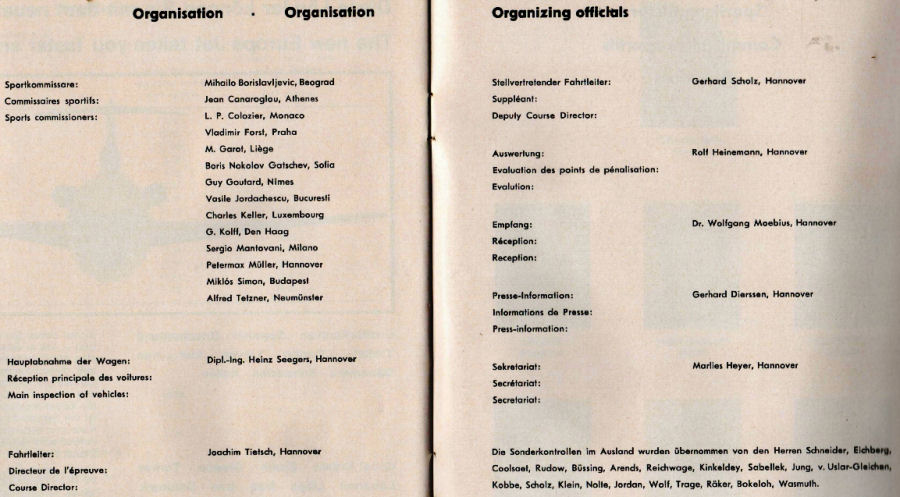 Organisation · Organisation
Sportkommissare: Mihailo Borislavljevic, Beograd
Commissaires sportifs: Jean Canaroglou, Athenes
Sports commissioners: L. P. Colozier, Monaco
Vladimir Forst, Praha
M. Garot, Liège
Boris Nokolov Gatschev, Sofia
Guy Goutard, Nîmes
Vasile Jordachescu, Bucuresti
Charles Keller, Luxembourg
G. Kolff, Den Haag
Sergio Mantovani, Milano
Petermax Müller, Hannover
Miklós Simon, Budapest
Alfred Tetzner, Neumünster
Hauptabnahme der Wagen: Dipl.-Ing. Heinz Seegers, Hannover
Réception principale des voitures:
Main inspection of vehicles:
Fahrtleiter: Joachim Tietsch, Hannover
Directeur de l'épreuve:
Course Director:
Organizing officials
Stellvertretender Fahrtleiter: Gerhard Scholz, Hannover
Suppléant:
Deputy Course Director:
Auswertung: Rolf Heinemann, Hannover
Evaluation des points de pénalisation:
Evalution:
Empfang: Dr. Wolfgang Moebius, Hannover
Réception:
Reception:
Presse-Information: Gerhard Dierssen, Hannover
Informations de Presse:
Press-information:
Sekretariat: Marlies Heyer, Hannover
Secrétariat:
Secretariat:
Die Sonderkontrollen im Ausland wurden übernommen von den Herren Schneider, Eichberg,
Coolsael, Rudow, Büssing, Arends, Reichwage, Kinkeldey, Sabellek, Jung, v. Uslar-Gleichen,
Kobbe, Scholz, Klein, Nolte, Jordan, Wolf, Trage, Röker, Bokeloh, Wasmuth.